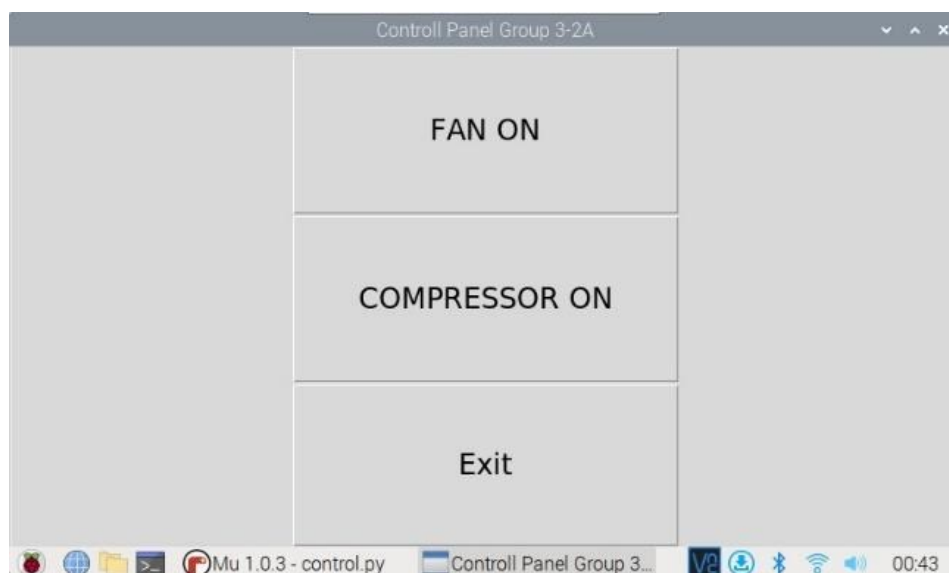 Controll Panel Group 3-2A
FAN ON
COMPRESSOR ON
Exit
Mu 1.0.3 - control.py
Controll Panel Group 3...
00:43